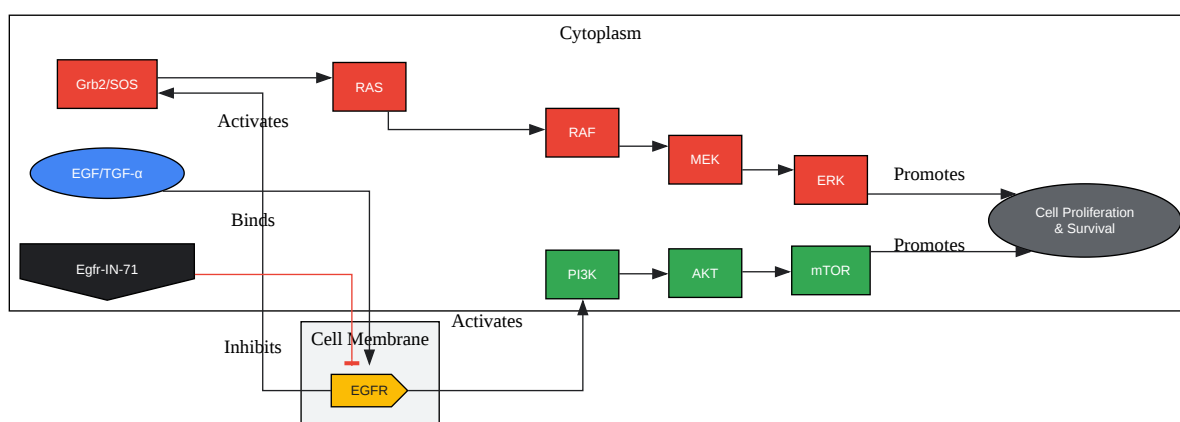 Cytoplasm
Grb2/SOS
RAS
Activates
RAF
MEK
EGF/TGF-α
ERK
Promotes
Binds
Cell Proliferation
& Survival
Promotes
Egfr-IN-71
PI3K
AKT
mTOR
Activates
Cell Membrane
Inhibits
EGFR